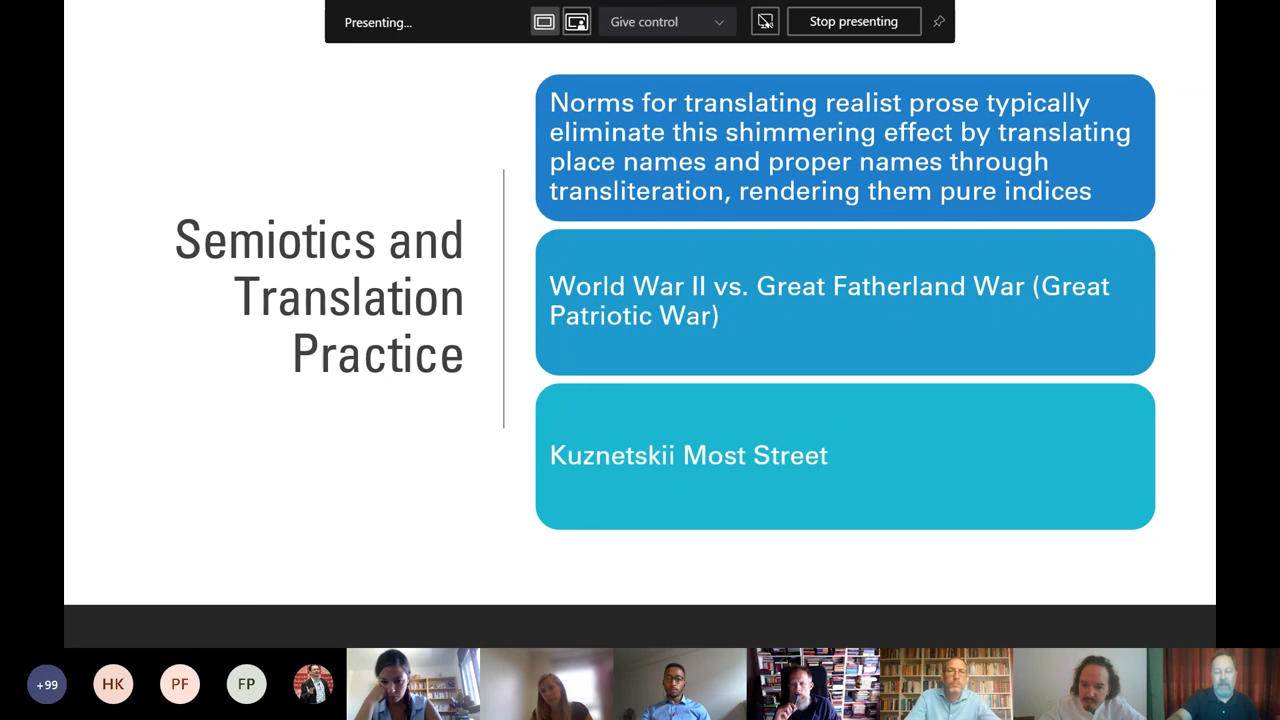 Presenting...
Give control
Stop presenting
Semiotics and
Translation
Practice
Norms for translating realist prose typically
eliminate this shimmering effect by translating
place names and proper names through
transliteration, rendering them pure indices
World War II vs. Great Fatherland War (Great
Patriotic War)
Kuznetskii Most Street
+99
HK
PF
FP